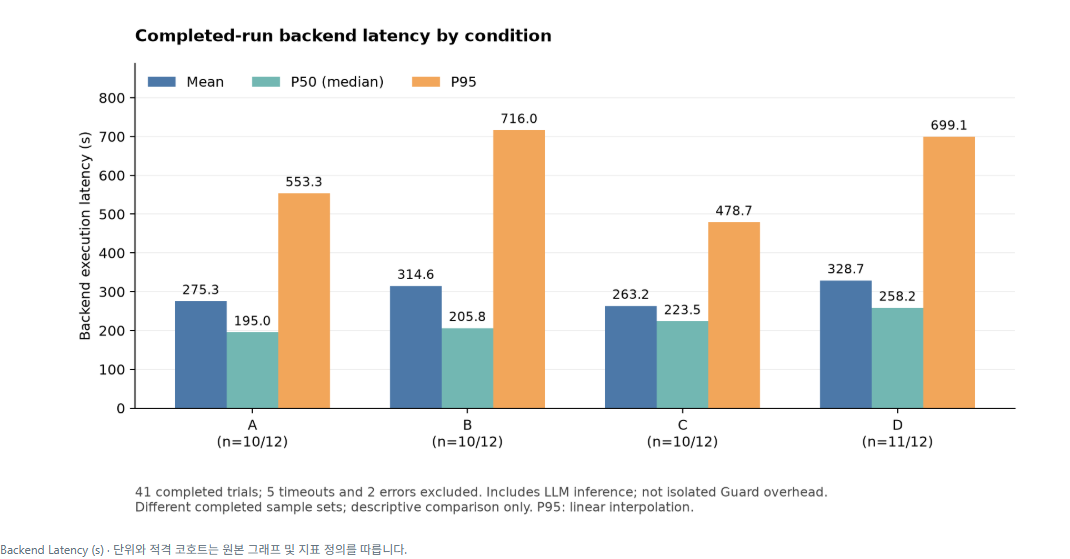 Completed-run backend latency by condition
Mean
P50 (median)
P95
Backend execution latency (s)
800
700
600
500
400
300
200
100
0
275.3
195.0
553.3
314.6
205.8
716.0
263.2
223.5
478.7
328.7
258.2
699.1
A
(n=10/12)
B
(n=10/12)
C
(n=10/12)
D
(n=11/12)
41 completed trials; 5 timeouts and 2 errors excluded. Includes LLM inference; not isolated Guard overhead.
Different completed sample sets; descriptive comparison only. P95: linear interpolation.
Backend Latency (s) · 단위와 적격 코호트는 원본 그래프 및 지표 정의를 따릅니다.